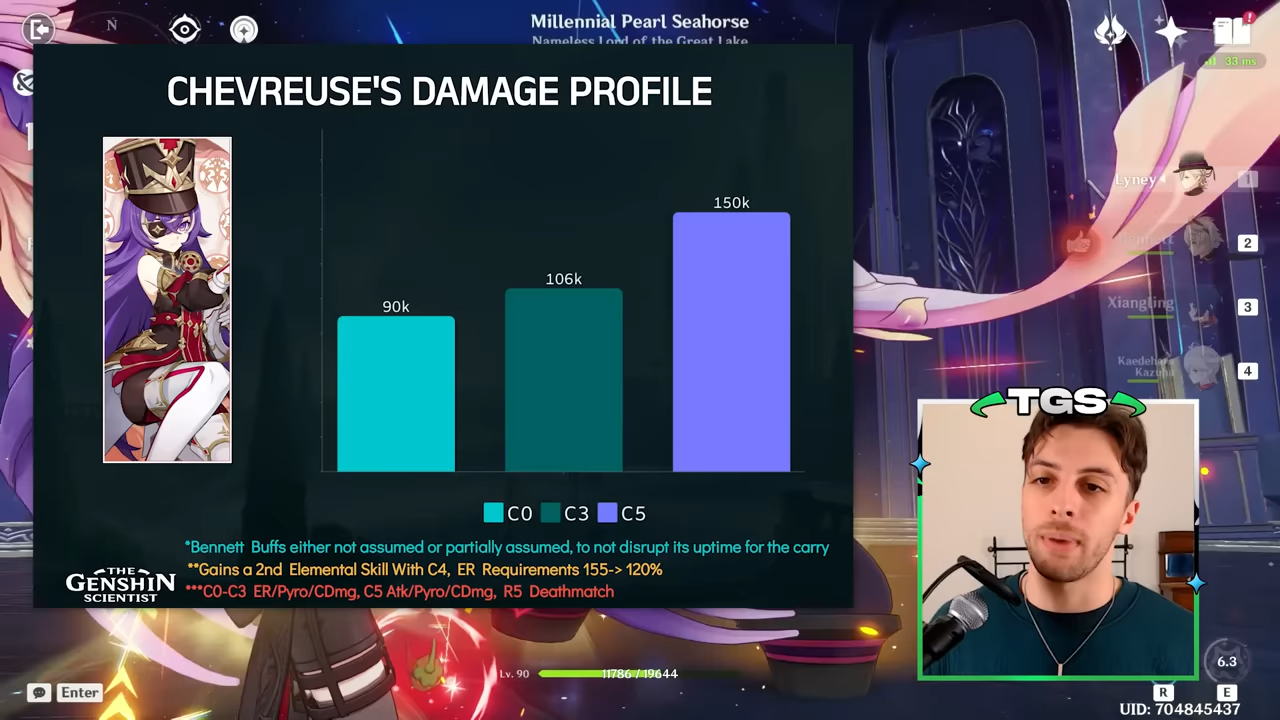 N
Millennial Pearl Seahorse
Nameless Lord of the Great Lake
33 ms
CHEVREUSE'S DAMAGE PROFILE
90k
106k
150k
C0 C3 C5
*Bennett Buffs either not assumed or partially assumed, to not disrupt its uptime for the carry
**Gains a 2nd Elemental Skill With C4, ER Requirements 155-> 120%
***C0-C3 ER/Pyro/CDmg, C5 Atk/Pyro/CDmg, R5 Deathmatch
THE
GENSHIN
SCIENTIST
Lyney
1
2
Xiangling
3
Kaedehara
Kazuha
4
TGS
Lv. 90
11786 / 19644
Enter
6.3
R
E
UID: 704845437